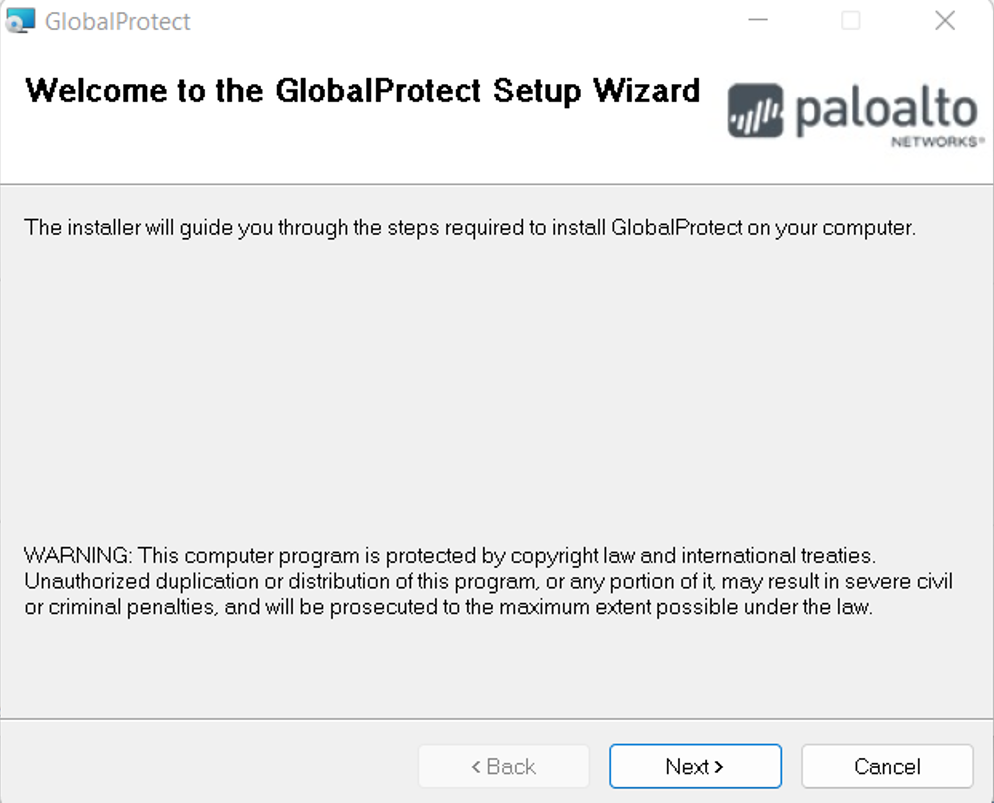 GlobalProtect
Welcome to the GlobalProtect Setup Wizard
paloalto
NETWORKS®
The installer will guide you through the steps required to install GlobalProtect on your computer.
WARNING: This computer program is protected by copyright law and international treaties.
Unauthorized duplication or distribution of this program, or any portion of it, may result in severe civil
or criminal penalties, and will be prosecuted to the maximum extent possible under the law.
< Back
Next >
Cancel